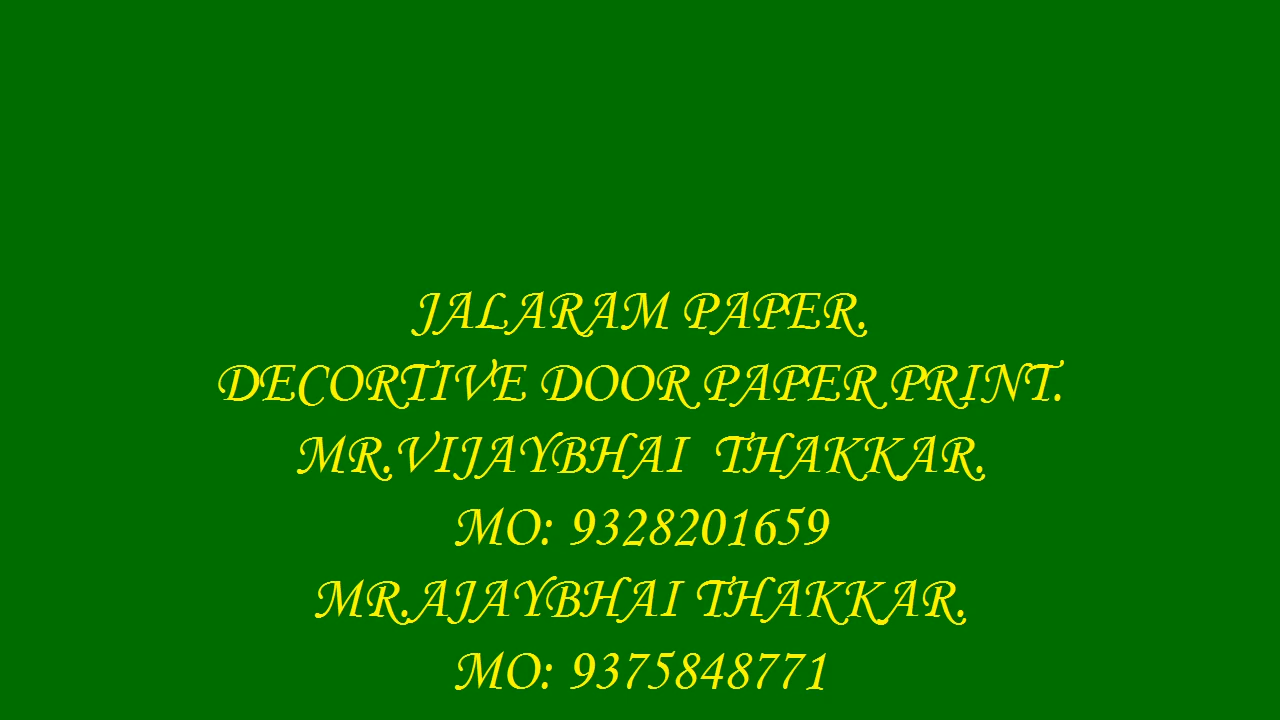 JALARAM PAPER.
DECORTIVE DOOR PAPER PRINT.
MR.VIJAYBHAI  THAKKAR.
MO: 9328201659
MR.AJAYBHAI THAKKAR.
MO: 9375848771